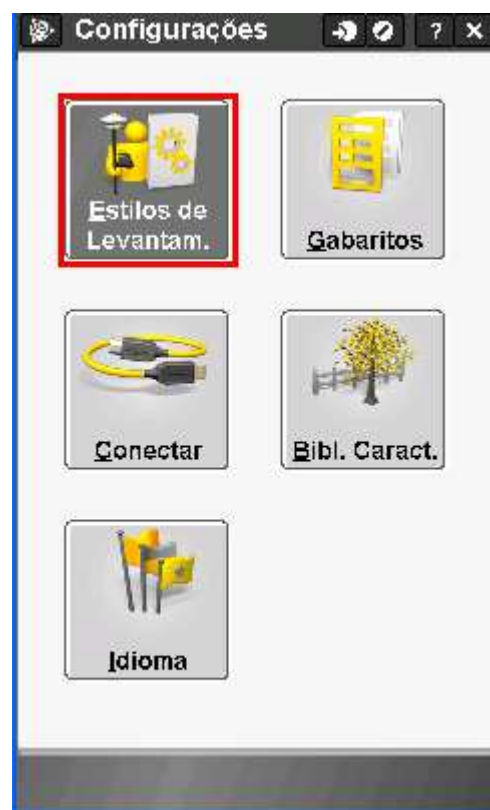 Configurações
?
Estilos de
Levantam.
Gabaritos
Conectar
Bibl. Caract.
Idioma